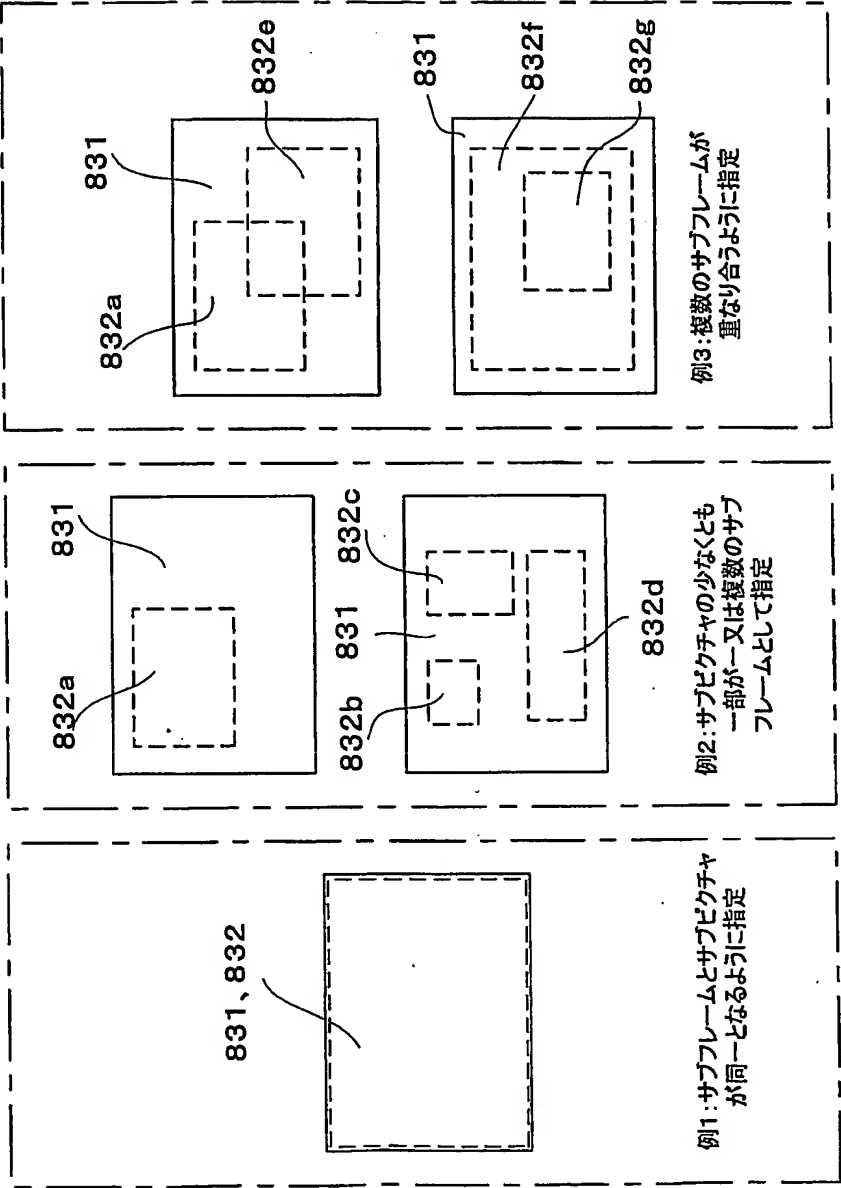 831、832
例1:サブフレームとサブピクチャ
が同一となるように指定
832a
831
832b
831
832c
832d
例2:サブピクチャの少なくとも
一部が一又は複数のサブ
フレームとして指定
832a
831
832e
831
832f
832g
例3:複数のサブフレームが
重なり合うように指定